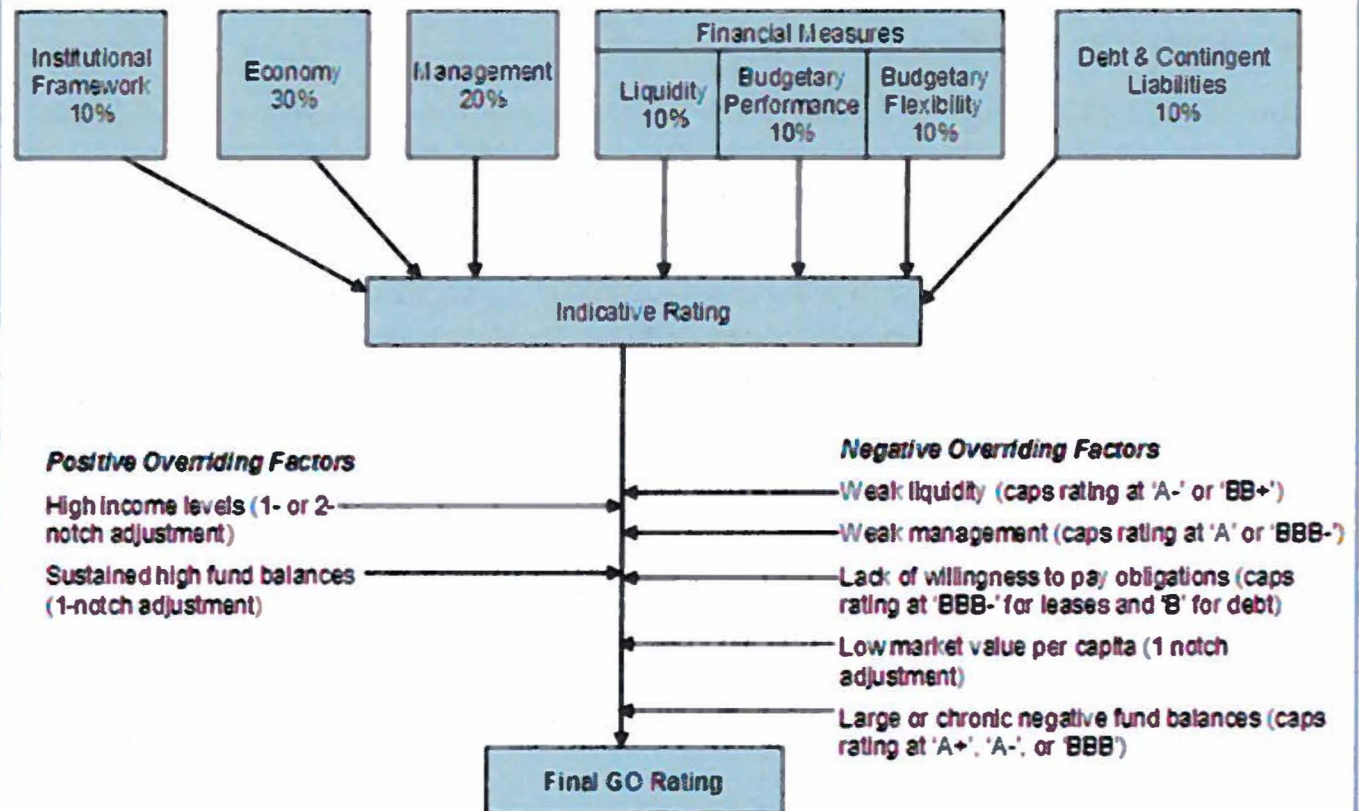 Institutional
Framework
10%
Economy
30%
Management
20%
Financial Measures
Liquidity
10%
Budgetary
Performance
10%
Budgetary
Flexibility
10%
Debt & Contingent
Liabilities
10%
Indicative Rating
Positive Overriding Factors
High income levels (1- or 2-
notch adjustment)
Sustained high fund balances
(1-notch adjustment)
Negative Overriding Factors
Weak liquidity (caps rating at 'A-' or 'BB+')
Weak management (caps rating at 'A' or 'BBB-')
Lack of willingness to pay obligations (caps
rating at 'BBB-' for leases and 'B' for debt)
Low market value per capita (1 notch
adjustment)
Large or chronic negative fund balances (caps
rating at 'A+', 'A-', or 'BBB')
Final GO Rating